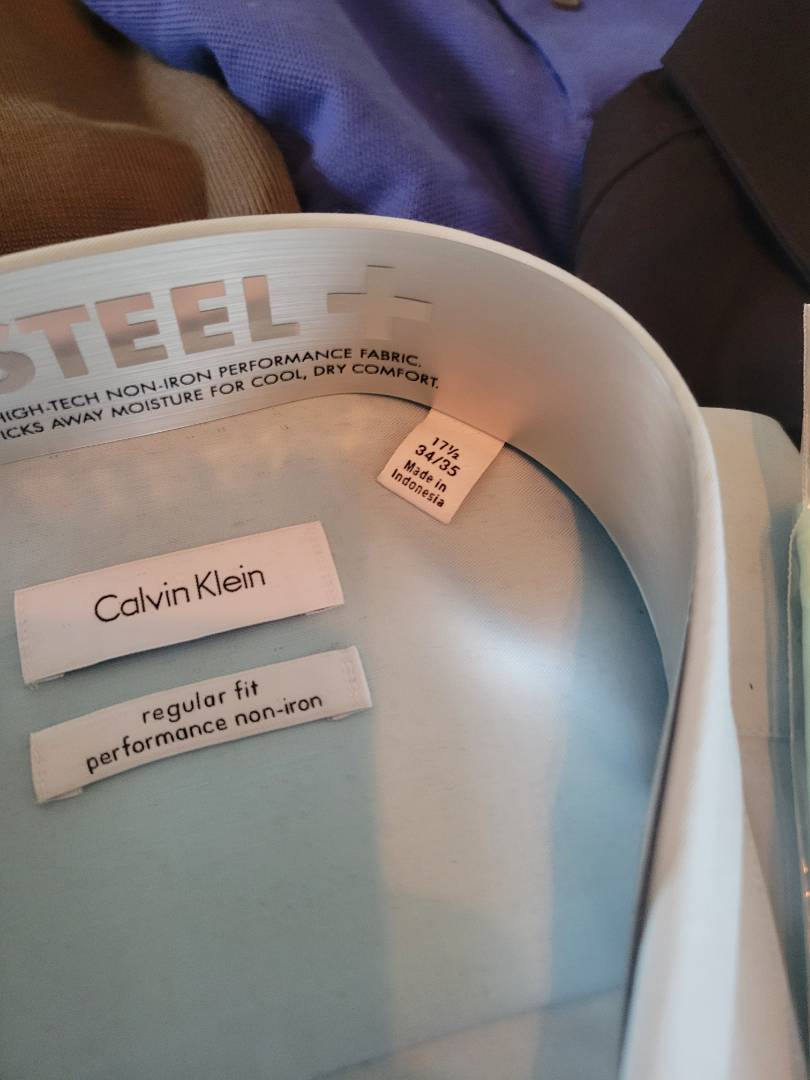 STEEL +
HIGH-TECH NON-IRON PERFORMANCE FABRIC.
WICKS AWAY MOISTURE FOR COOL, DRY COMFORT.
17½
34/35
Made in
Indonesia
Calvin Klein
regular fit
performance non-iron